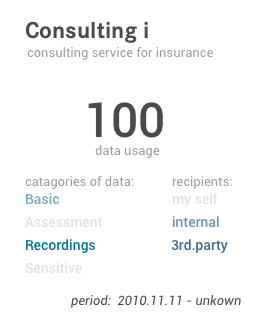 Consulting i
consulting service for insurance
100
data usage
catagories of data: recipients:
Basic my self
Assessment internal
Recordings 3rd.party
Sensitive
period: 2010.11.11 - unkown